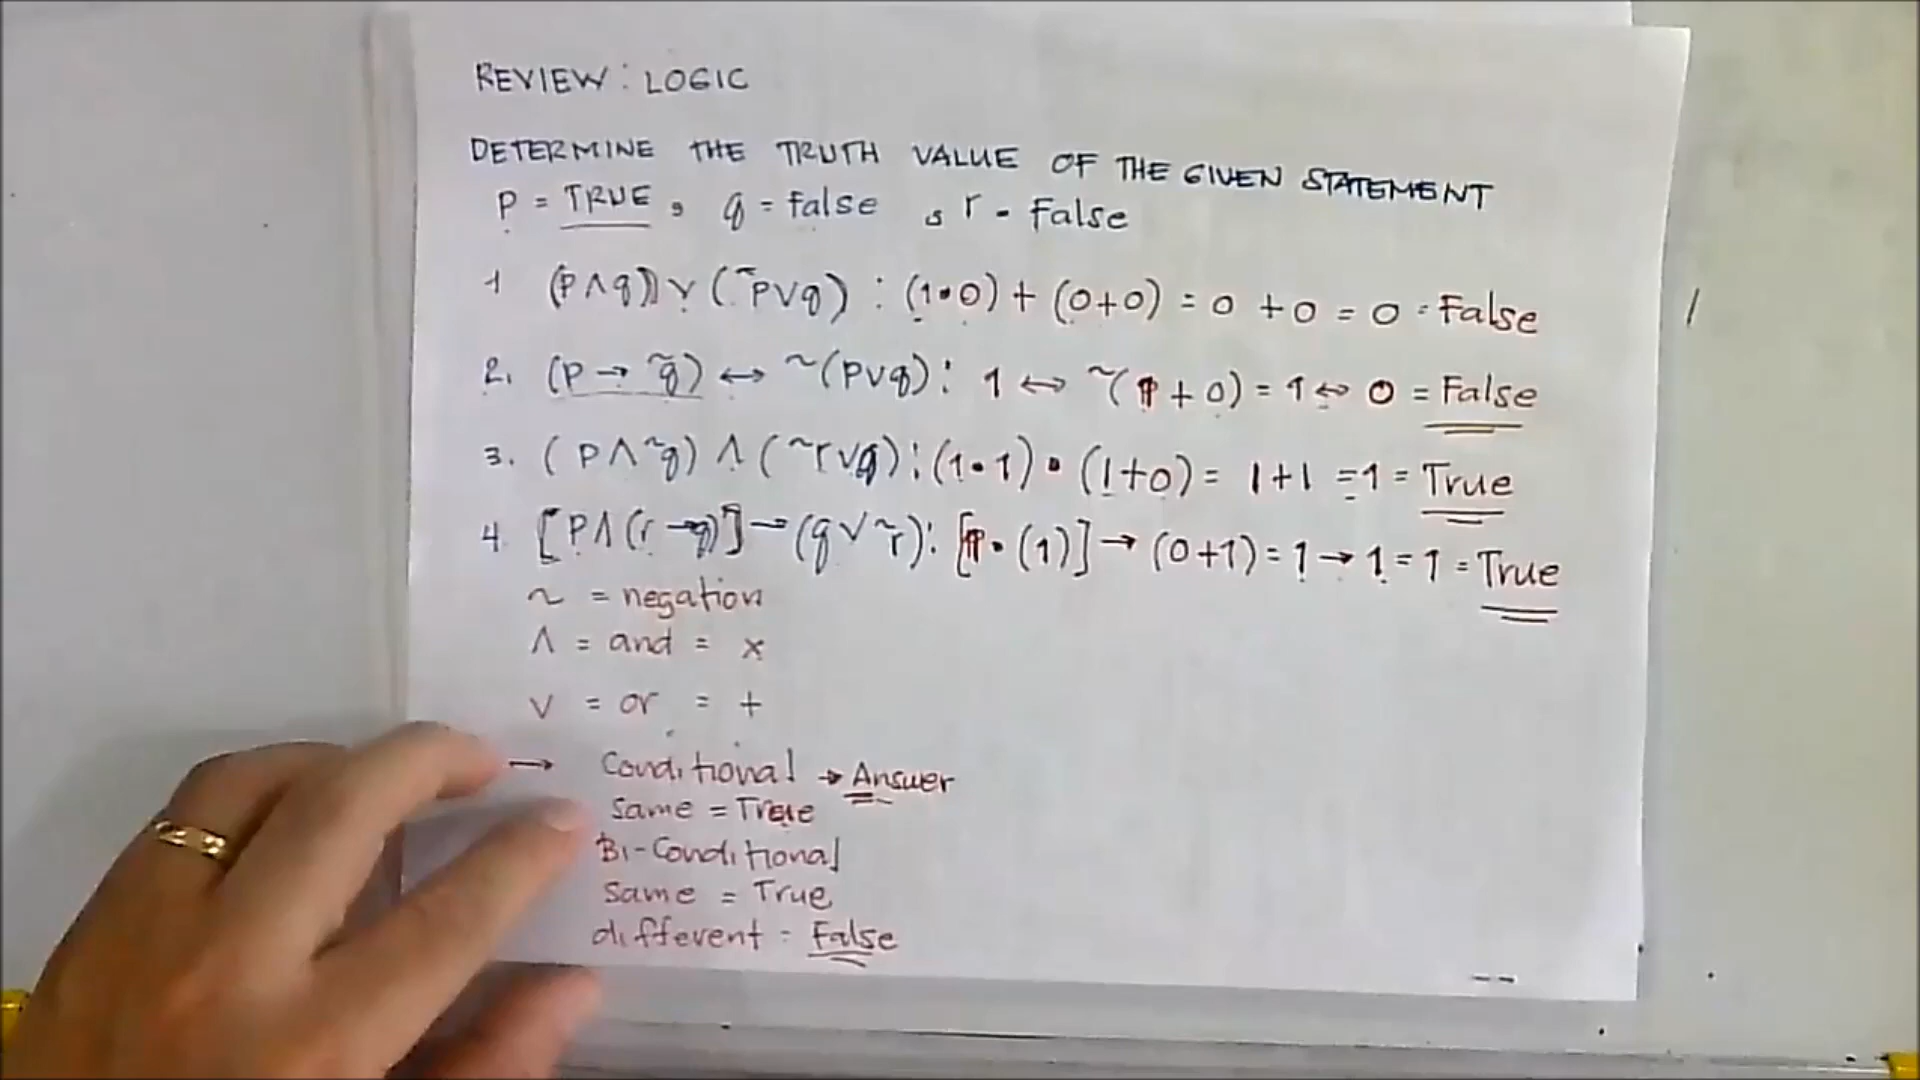 REVIEW : LOGIC
DETERMINE THE TRUTH VALUE OF THE GIVEN STATEMENT
P = TRUE , q = false , r - False
1 (P ∧ q) ∨ (~p∨q) : (1•0) + (0+0) = 0 + 0 = 0 = False
2. (P → ~q) ↔ ~(p∨q) : 1 ↔ ~(1 + 0) = 1 ↔ 0 = False
3. (P ∧ ~q) ∧ (~r∨q) : (1•1) • (1+0) = 1+1 = 1 = True
4. [P∧(r→q)] → (q∨~r) : [1•(1)] → (0+1) = 1 → 1 = 1 = True
~ = negation
∧ = and = x
∨ = or = +
→ Conditional → Answer
Same = True
Bi-Conditional
Same = True
different = False